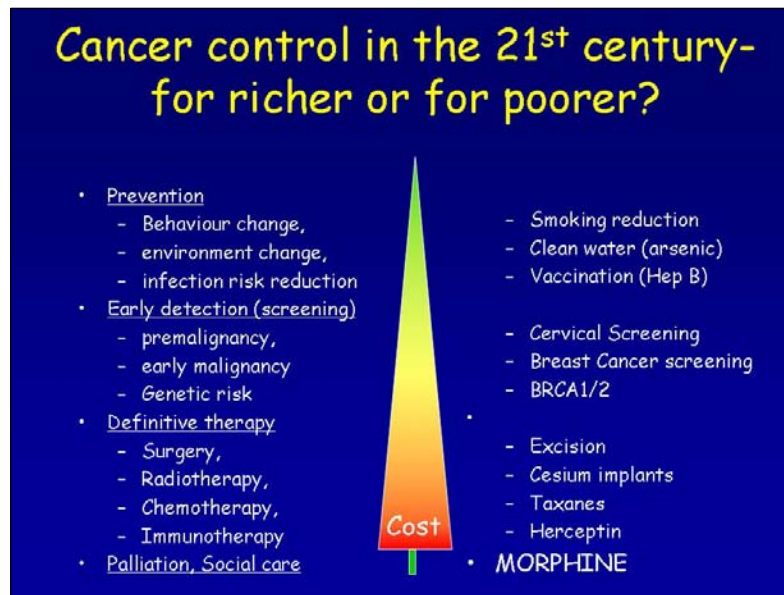 Cancer control in the 21st century-
for richer or for poorer?
• Prevention
– Behaviour change,
– environment change,
– infection risk reduction
• Early detection (screening)
– premalignancy,
– early malignancy
– Genetic risk
• Definitive therapy
– Surgery,
– Radiotherapy,
– Chemotherapy,
– Immunotherapy
• Palliation, Social care
Cost
– Smoking reduction
– Clean water (arsenic)
– Vaccination (Hep B)
– Cervical Screening
– Breast Cancer screening
– BRCA1/2
•
– Excision
– Cesium implants
– Taxanes
– Herceptin
• MORPHINE